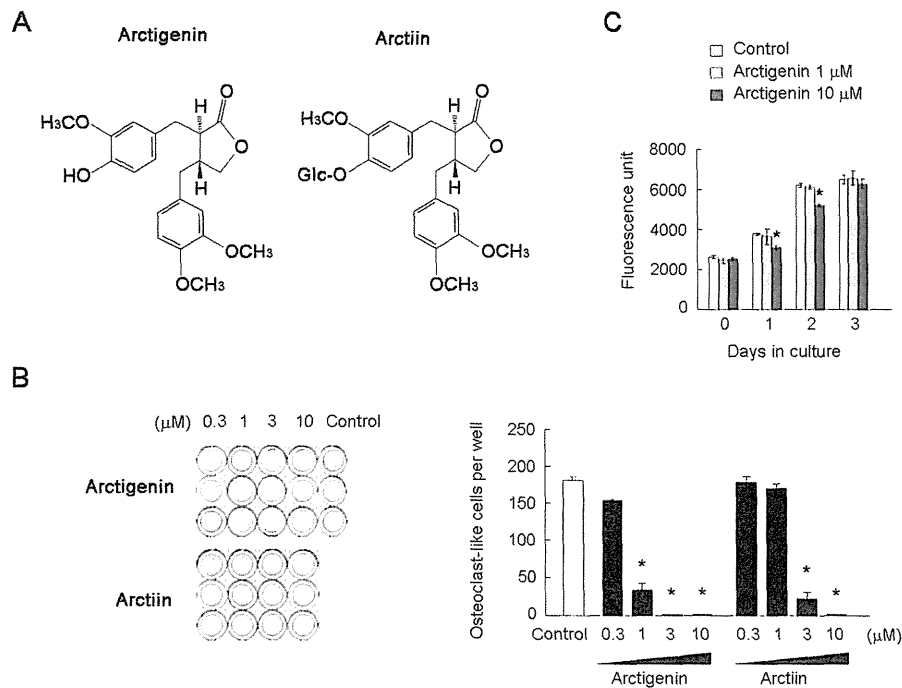 A
Arctigenin
Arctiin
H3CO
HO
H
H
O
O
OCH3
OCH3
H3CO
Glc-O
H
H
O
O
OCH3
OCH3
C
Control
Arctigenin 1 μM
Arctigenin 10 μM
Fluorescence unit
8000
6000
4000
2000
0
* *
0 1 2 3
Days in culture
B
(μM) 0.3 1 3 10 Control
Arctigenin
Arctiin
Osteoclast-like cells per well
250
200
150
100
50
0
* * * * *
Control 0.3 1 3 10 0.3 1 3 10 (μM)
Arctigenin Arctiin